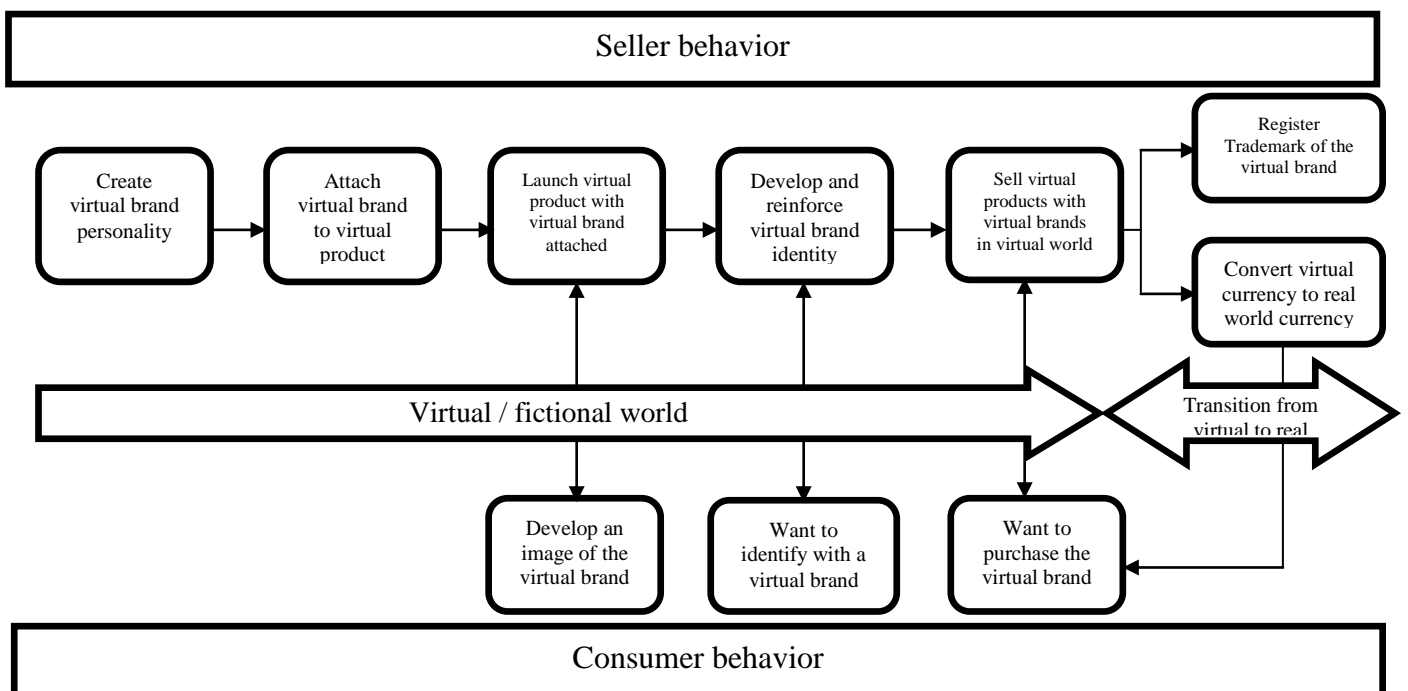 Seller behavior
Create
virtual brand
personality
Attach
virtual brand
to virtual
product
Launch virtual
product with
virtual brand
attached
Develop and
reinforce
virtual brand
identity
Sell virtual
products with
virtual brands
in virtual world
Register
Trademark of the
virtual brand
Convert virtual
currency to real
world currency
Virtual / fictional world
Transition from
virtual to real
Develop an
image of the
virtual brand
Want to
identify with a
virtual brand
Want to
purchase the
virtual brand
Consumer behavior